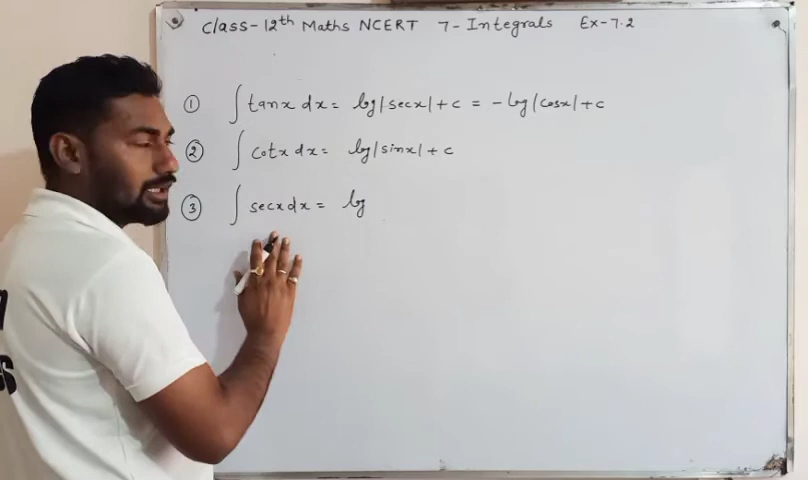 Class-12th Maths NCERT 7-Integrals Ex-7.2
① ∫tanx dx = log|secx|+c = -log|cosx|+c
② ∫cotx dx = log|sinx|+c
③ ∫secx dx = log